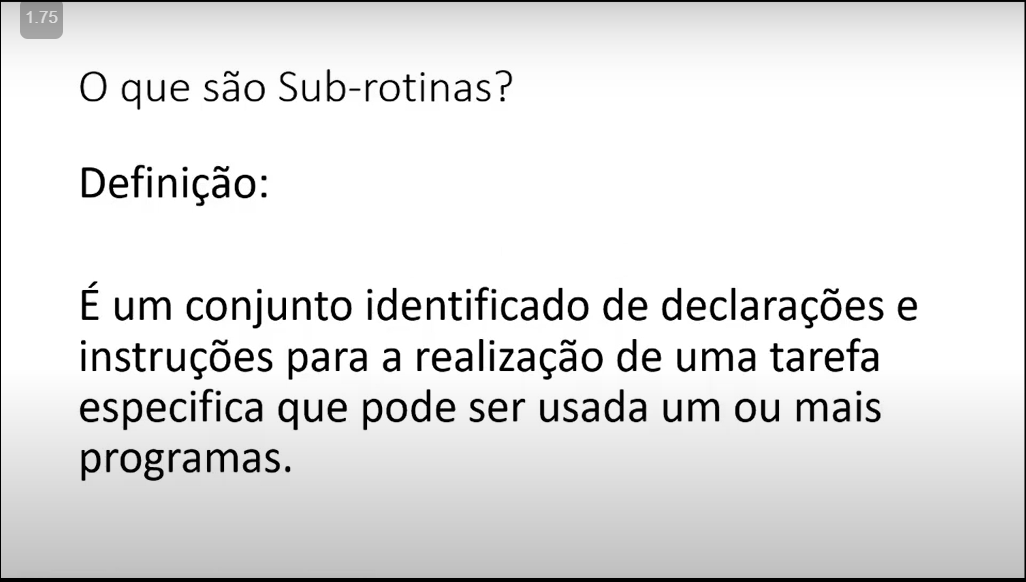 1.75
O que são Sub-rotinas?
Definição:
É um conjunto identificado de declarações e
instruções para a realização de uma tarefa
especifica que pode ser usada um ou mais
programas.